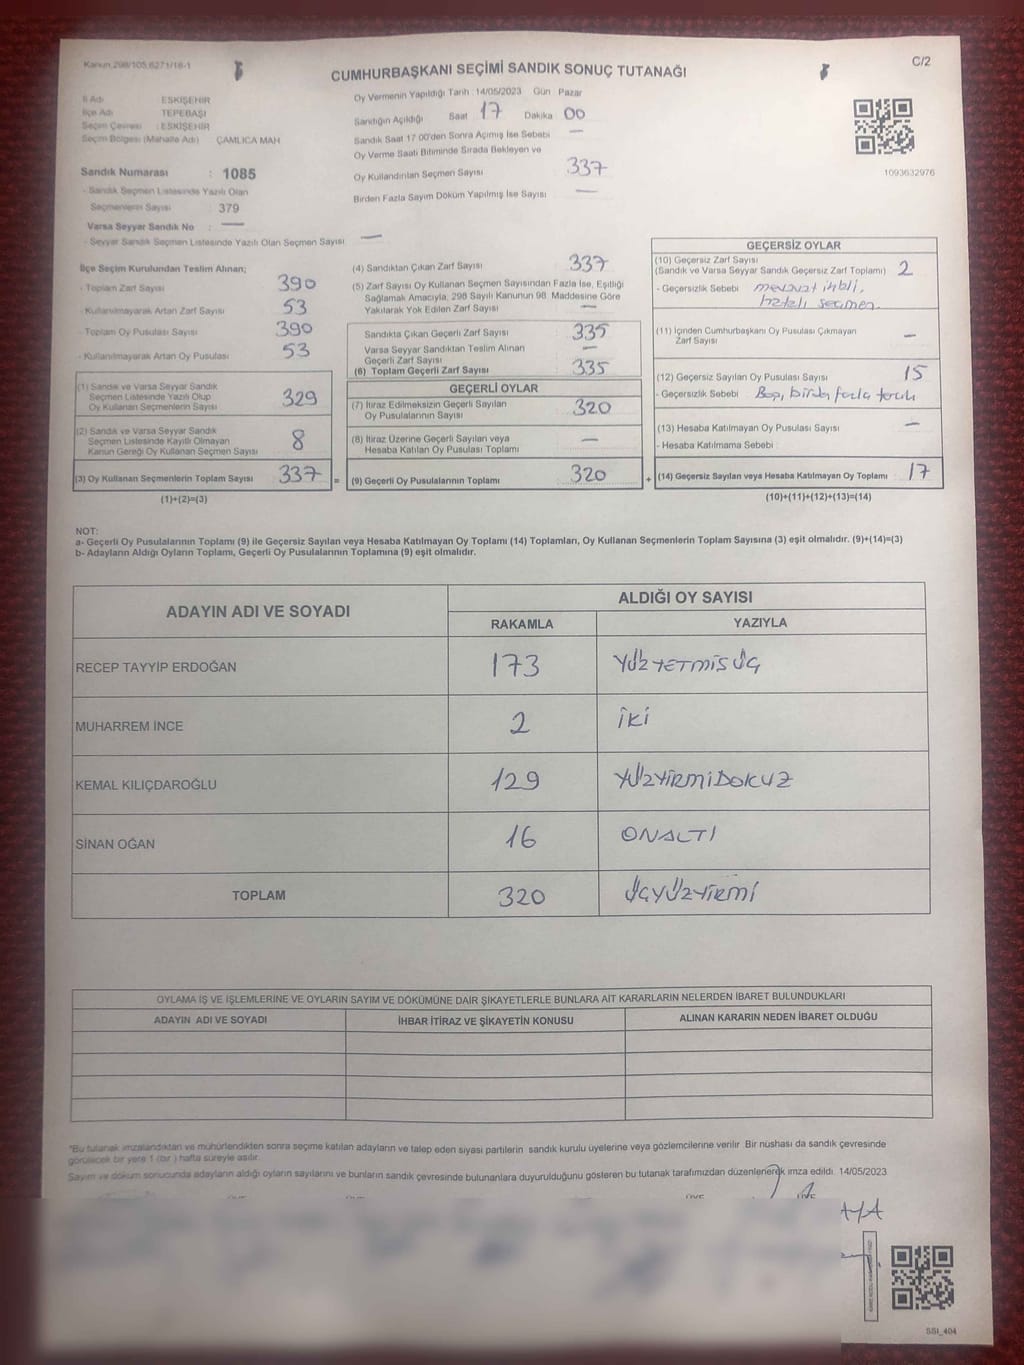 Kanun 298/105,6271/16-1
C/2
CUMHURBAŞKANI SEÇİMİ SANDIK SONUÇ TUTANAĞI
İl Adı ESKİŞEHİR
İlçe Adı TEPEBAŞI
Seçim Çevresi : ESKİŞEHİR
Seçim Bölgesi (Mahalle Adı) ÇAMLICA MAH
Sandık Numarası : 1085
- Sandık Seçmen Listesinde Yazılı Olan
Seçmenlerin Sayısı 379
Varsa Seyyar Sandık No : —
- Seyyar Sandık Seçmen Listesinde Yazılı Olan Seçmen Sayısı —
Oy Vermenin Yapıldığı Tarih :14/05/2023 Gün Pazar
Sandığın Açıldığı Saat 17 Dakika 00
Sandık Saat 17 00'den Sonra Açımış İse Sebebi —
Oy Verme Saati Bitiminde Sırada Bekleyen ve
Oy Kullandırılan Seçmen Sayısı 337
Birden Fazla Sayım Döküm Yapılmış İse Sayısı —
1093632976
İlçe Seçim Kurulundan Teslim Alınan;
- Toplam Zarf Sayısı 390
- Kullanılmayarak Artan Zarf Sayısı 53
- Toplam Oy Pusulası Sayısı 390
- Kullanılmayarak Artan Oy Pusulası 53
(1) Sandık ve Varsa Seyyar Sandık
Seçmen Listesinde Yazılı Olup
Oy Kullanan Seçmenlerin Sayısı 329
(2) Sandık ve Varsa Seyyar Sandık
Seçmen Listesinde Kayıtlı Olmayan
Kanun Gereği Oy Kullanan Seçmen Sayısı 8
(3) Oy Kullanan Seçmenlerin Toplam Sayısı 337 =
(1)+(2)=(3)
(4) Sandıktan Çıkan Zarf Sayısı 337
(5) Zarf Sayısı Oy Kullanan Seçmen Sayısından Fazla İse, Eşitliği
Sağlamak Amacıyla, 298 Sayılı Kanunun 98. Maddesine Göre
Yakılarak Yok Edilen Zarf Sayısı —
Sandıkta Çıkan Geçerli Zarf Sayısı 335
Varsa Seyyar Sandıktan Teslim Alınan
Geçerli Zarf Sayısı —
(6) Toplam Geçerli Zarf Sayısı 335
GEÇERLİ OYLAR
(7) İtiraz Edilmeksizin Geçerli Sayılan
Oy Pusulalarının Sayısı 320
(8) İtiraz Üzerine Geçerli Sayılan veya
Hesaba Katılan Oy Pusulası Toplamı —
(9) Geçerli Oy Pusulalarının Toplamı 320 +
GEÇERSİZ OYLAR
(10) Geçersiz Zarf Sayısı
(Sandık ve Varsa Seyyar Sandık Geçersiz Zarf Toplamı) 2
- Geçersizlik Sebebi mevzuat ihlali,
hatalı seçmen.
(11) İçinden Cumhurbaşkanı Oy Pusulası Çıkmayan
Zarf Sayısı —
(12) Geçersiz Sayılan Oy Pusulası Sayısı 15
- Geçersizlik Sebebi Boş, birden fazla tercih
(13) Hesaba Katılmayan Oy Pusulası Sayısı —
- Hesaba Katılmama Sebebi
(14) Geçersiz Sayılan veya Hesaba Katılmayan Oy Toplamı 17
(10)+(11)+(12)+(13)=(14)
NOT:
a- Geçerli Oy Pusulalarının Toplamı (9) ile Geçersiz Sayılan veya Hesaba Katılmayan Oy Toplamı (14) Toplamları, Oy Kullanan Seçmenlerin Toplam Sayısına (3) eşit olmalıdır. (9)+(14)=(3)
b- Adayların Aldığı Oyların Toplamı, Geçerli Oy Pusulalarının Toplamına (9) eşit olmalıdır.
ADAYIN ADI VE SOYADI
ALDIĞI OY SAYISI
RAKAMLA YAZIYLA
RECEP TAYYİP ERDOĞAN 173 YÜZYETMİŞÜÇ
MUHARREM İNCE 2 İKİ
KEMAL KILIÇDAROĞLU 129 YÜZYİRMİDOKUZ
SİNAN OĞAN 16 ONALTI
TOPLAM 320 ÜÇYÜZYİRMİ
OYLAMA İŞ VE İŞLEMLERİNE VE OYLARIN SAYIM VE DÖKÜMÜNE DAİR ŞİKAYETLERLE BUNLARA AİT KARARLARIN NELERDEN İBARET BULUNDUKLARI
ADAYIN ADI VE SOYADI İHBAR İTİRAZ VE ŞİKAYETİN KONUSU ALINAN KARARIN NEDEN İBARET OLDUĞU
*Bu tutanak imzalandıktan ve mühürlendikten sonra seçime katılan adayların ve talep eden siyasi partilerin sandık kurulu üyelerine veya gözlemcilerine verilir Bir nüshası da sandık çevresinde
görülecek bir yere 1 (bir ) hafta süreyle asılır.
Sayım ve döküm sonucunda adayların aldığı oyların sayılarını ve bunların sandık çevresinde bulunanlara duyurulduğunu gösteren bu tutanak tarafımızdan düzenlenerek imza edildi. 14/05/2023
SSI_404